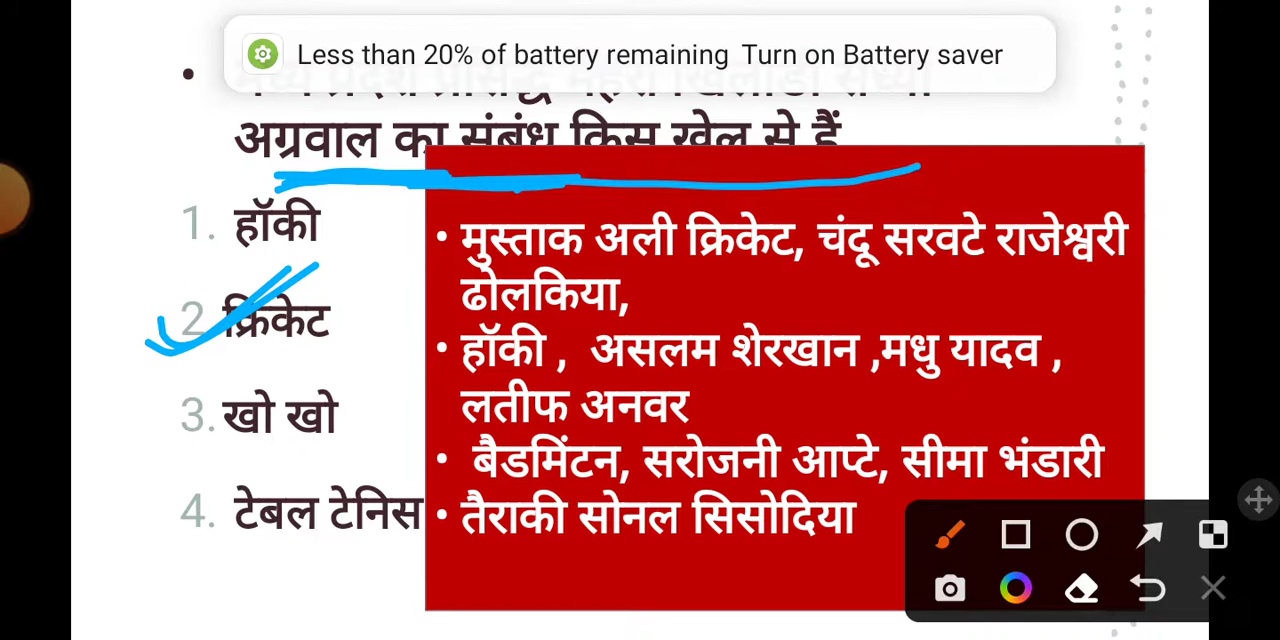 Less than 20% of battery remaining Turn on Battery saver
अग्रवाल का संबंध किस खेल से हैं
1. हॉकी
2 क्रिकेट
3. खो खो
4. टेबल टेनिस
• मुस्ताक अली क्रिकेट, चंदू सरवटे राजेश्वरी
ढोलकिया,
• हॉकी , असलम शेरखान ,मधु यादव ,
लतीफ अनवर
• बैडमिंटन, सरोजनी आप्टे, सीमा भंडारी
• तैराकी सोनल सिसोदिया